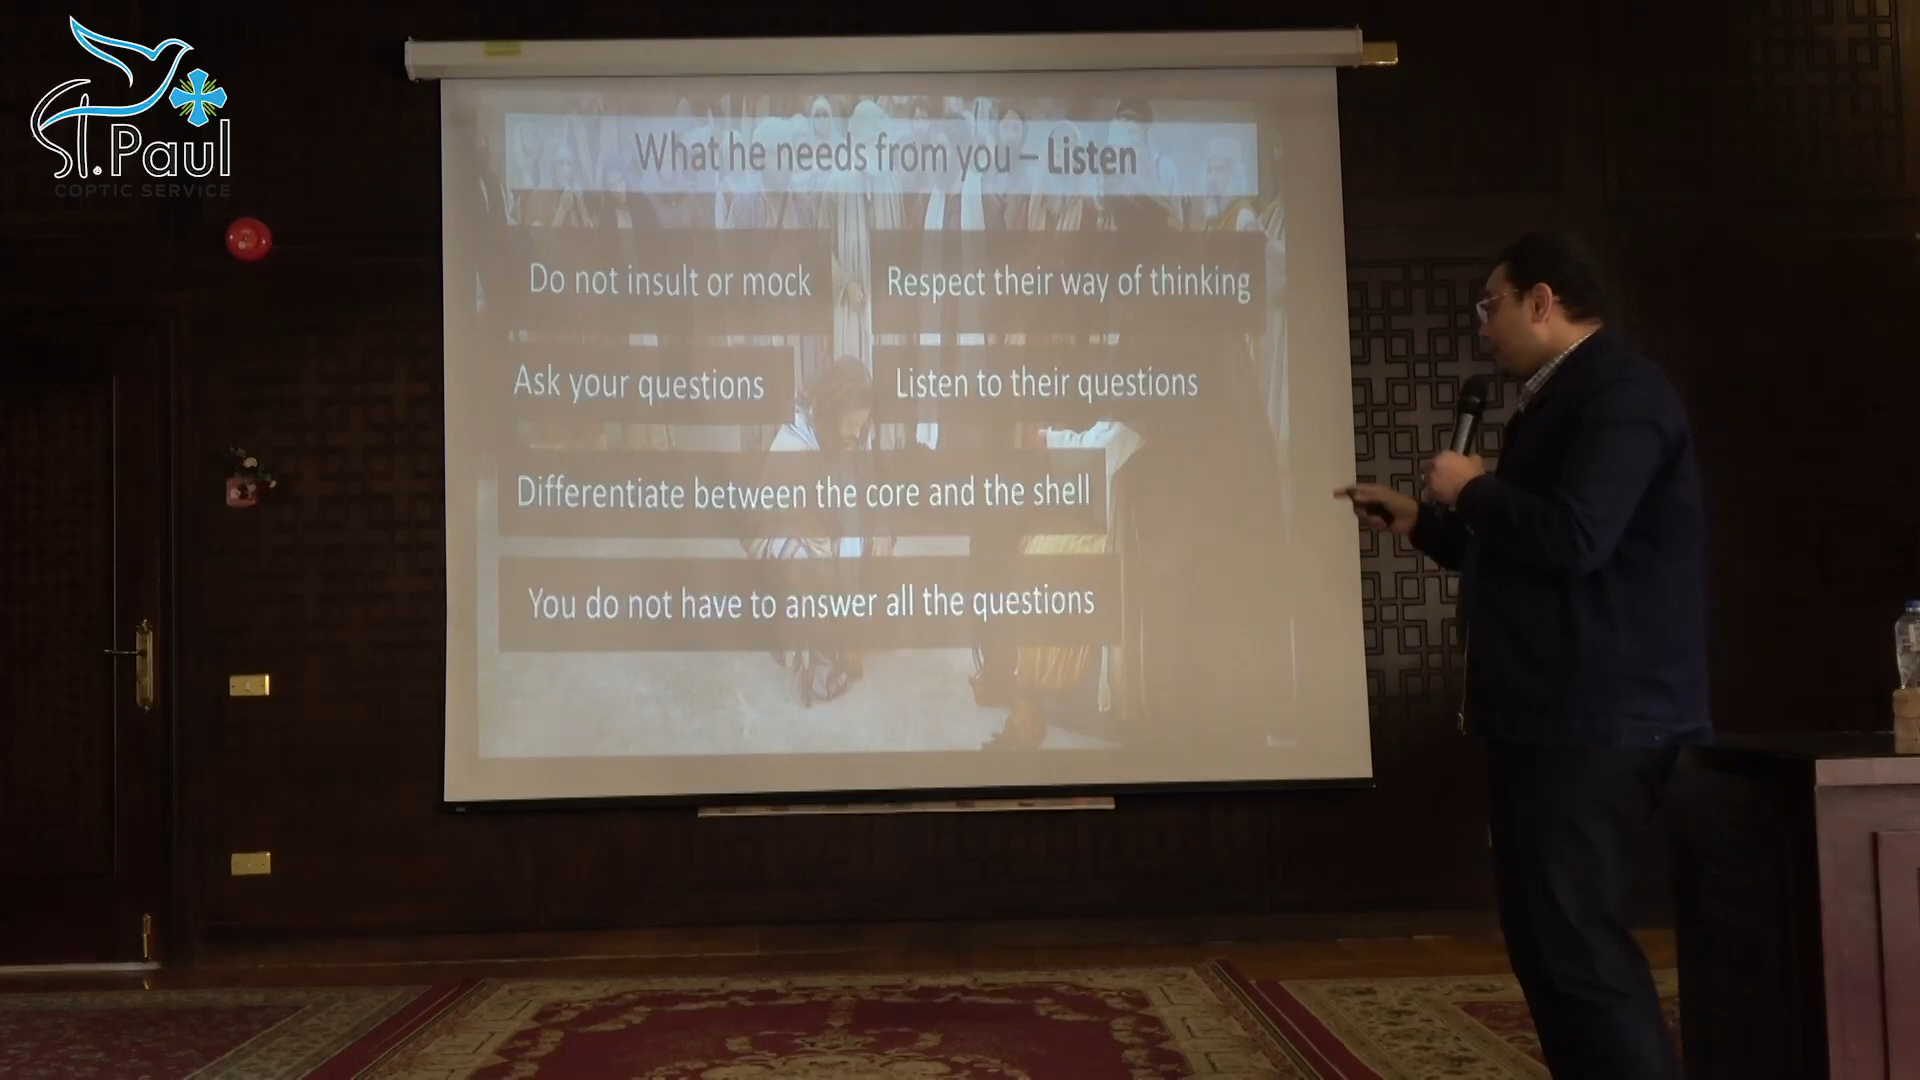 St. Paul
COPTIC SERVICE
What he needs from you – Listen
Do not insult or mock
Respect their way of thinking
Ask your questions
Listen to their questions
Differentiate between the core and the shell
You do not have to answer all the questions